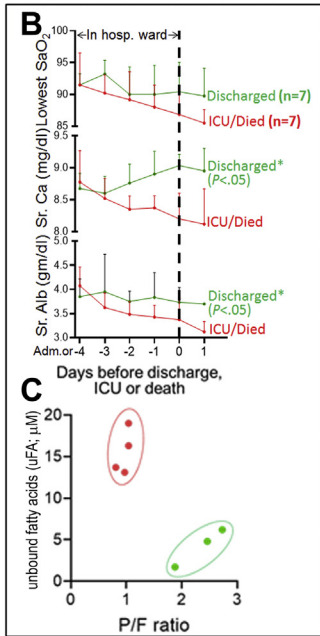 B
In hosp. ward
Lowest SaO2
100
95
90
85
Discharged (n=7)
ICU/Died (n=7)
Sr. Ca (mg/dl)
9.5
9.0
8.5
8.0
Discharged*
(P<.05)
ICU/Died
Sr. Alb (gm/dl)
5.0
4.5
4.0
3.5
3.0
Discharged*
(P<.05)
ICU/Died
Adm.or-4 -3 -2 -1 0 1
Days before discharge,
ICU or death
C
unbound fatty acids (uFA; μM)
20
15
10
5
0
0 1 2 3
P/F ratio